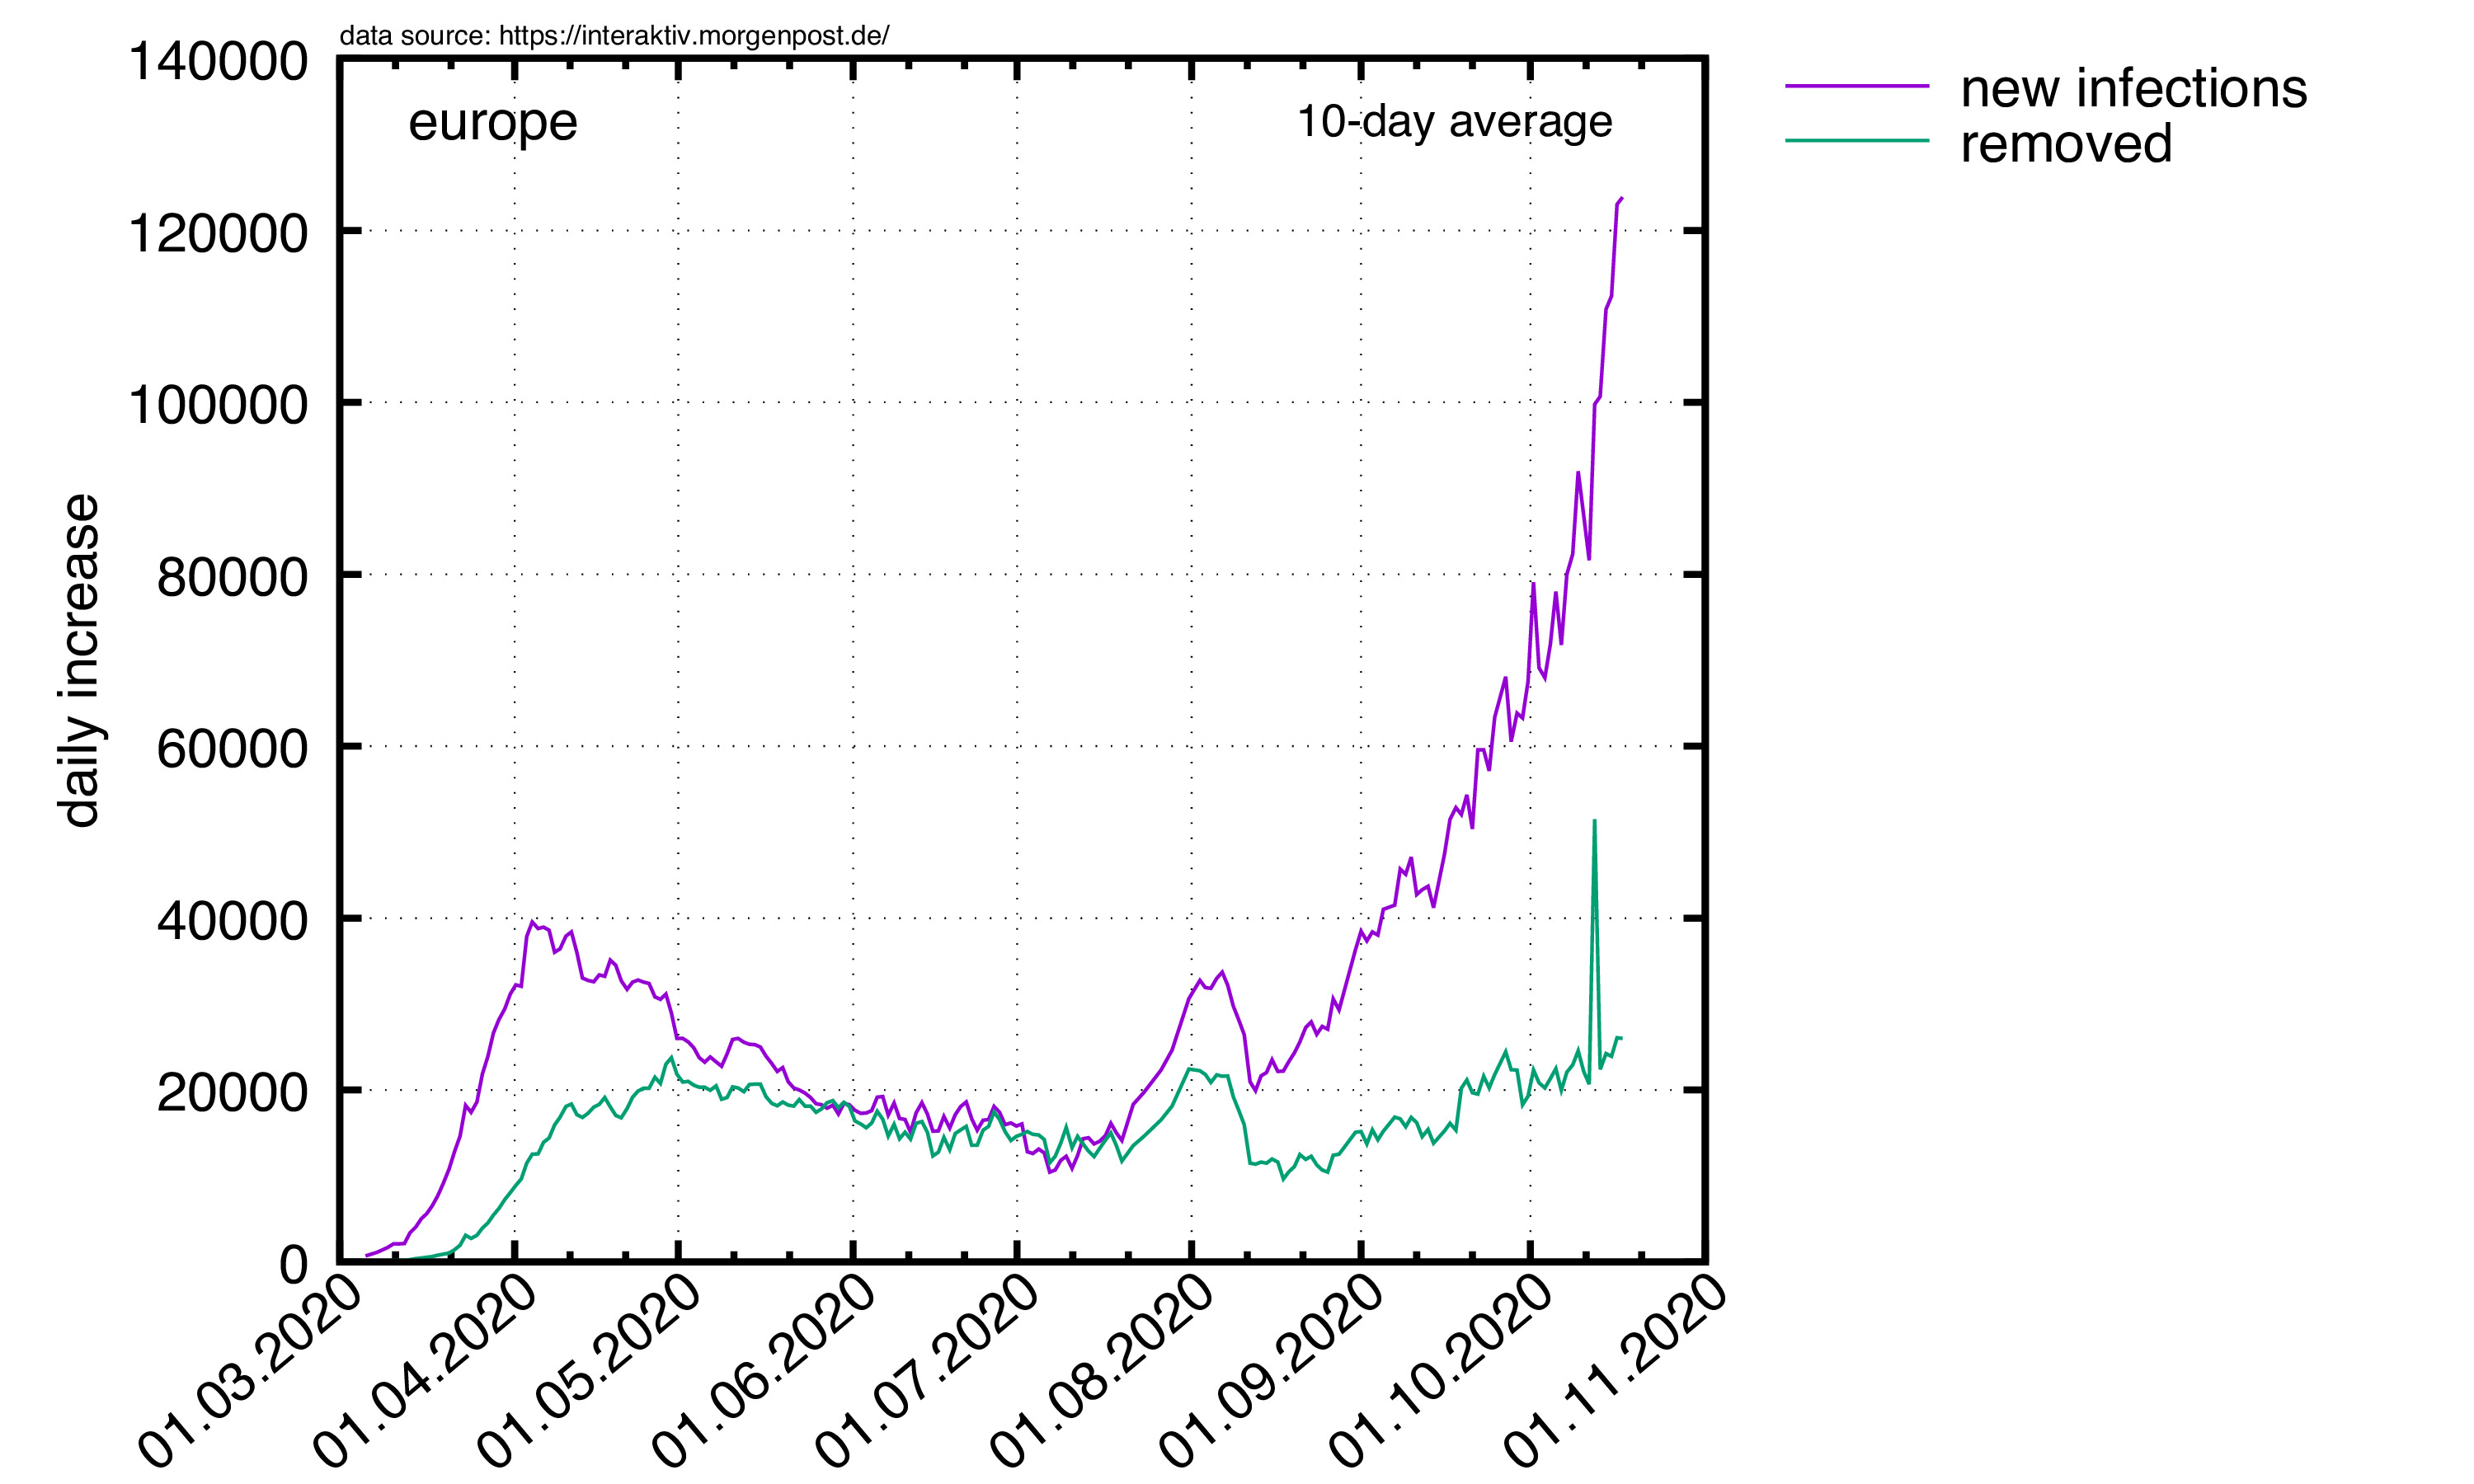 data source: https://interaktiv.morgenpost.de/
140000
europe
10-day average
new infections
removed
120000
100000
80000
60000
40000
20000
0
daily increase
01.03.2020
01.04.2020
01.05.2020
01.06.2020
01.07.2020
01.08.2020
01.09.2020
01.10.2020
01.11.2020